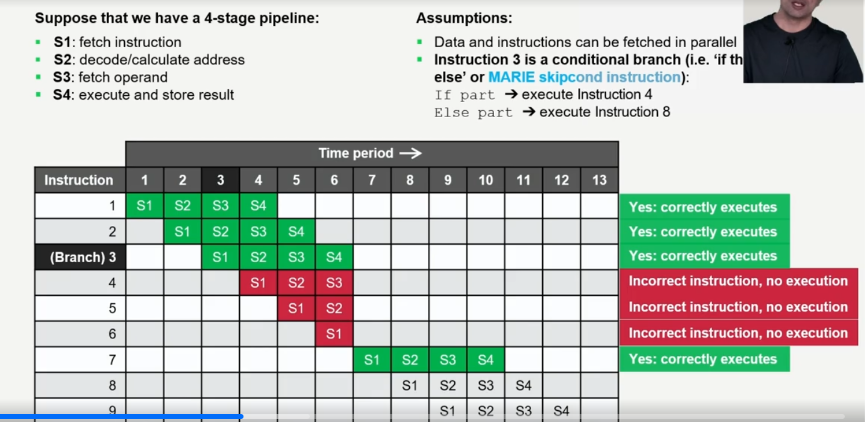 Suppose that we have a 4-stage pipeline:
S1: fetch instruction
S2: decode/calculate address
S3: fetch operand
S4: execute and store result
Assumptions:
Data and instructions can be fetched in parallel
Instruction 3 is a conditional branch (i.e. ‘if th
else’ or MARIE skipcond instruction):
If part ➔ execute Instruction 4
Else part ➔ execute Instruction 8
Time period →
Instruction 1 2 3 4 5 6 7 8 9 10 11 12 13
1 S1 S2 S3 S4 Yes: correctly executes
2 S1 S2 S3 S4 Yes: correctly executes
(Branch) 3 S1 S2 S3 S4 Yes: correctly executes
4 S1 S2 S3 Incorrect instruction, no execution
5 S1 S2 Incorrect instruction, no execution
6 S1 Incorrect instruction, no execution
7 S1 S2 S3 S4 Yes: correctly executes
8 S1 S2 S3 S4
9 S1 S2 S3 S4